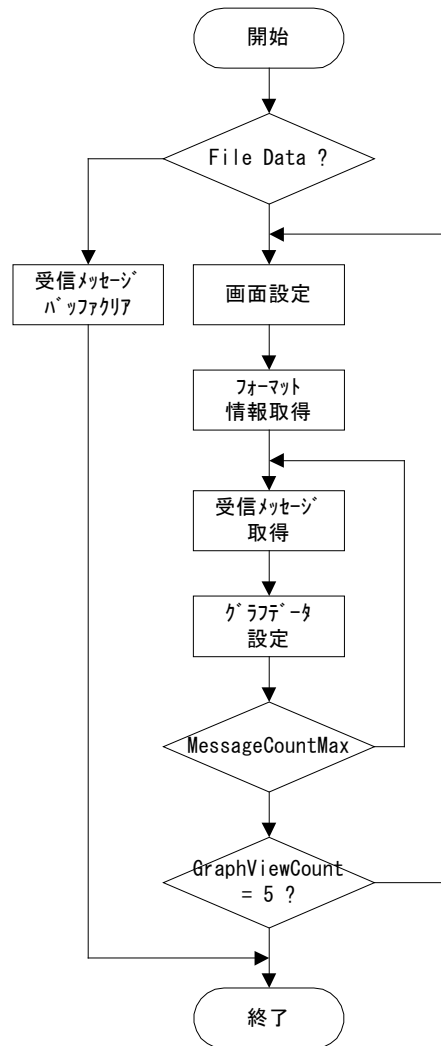 開始
File Data ?
受信ﾒｯｾｰｼﾞ
ﾊﾞｯﾌｧｸﾘｱ
画面設定
ﾌｫｰﾏｯﾄ
情報取得
受信ﾒｯｾｰｼﾞ
取得
ｸﾞﾗﾌﾃﾞｰﾀ
設定
MessageCountMax
GraphViewCount
= 5 ?
終了